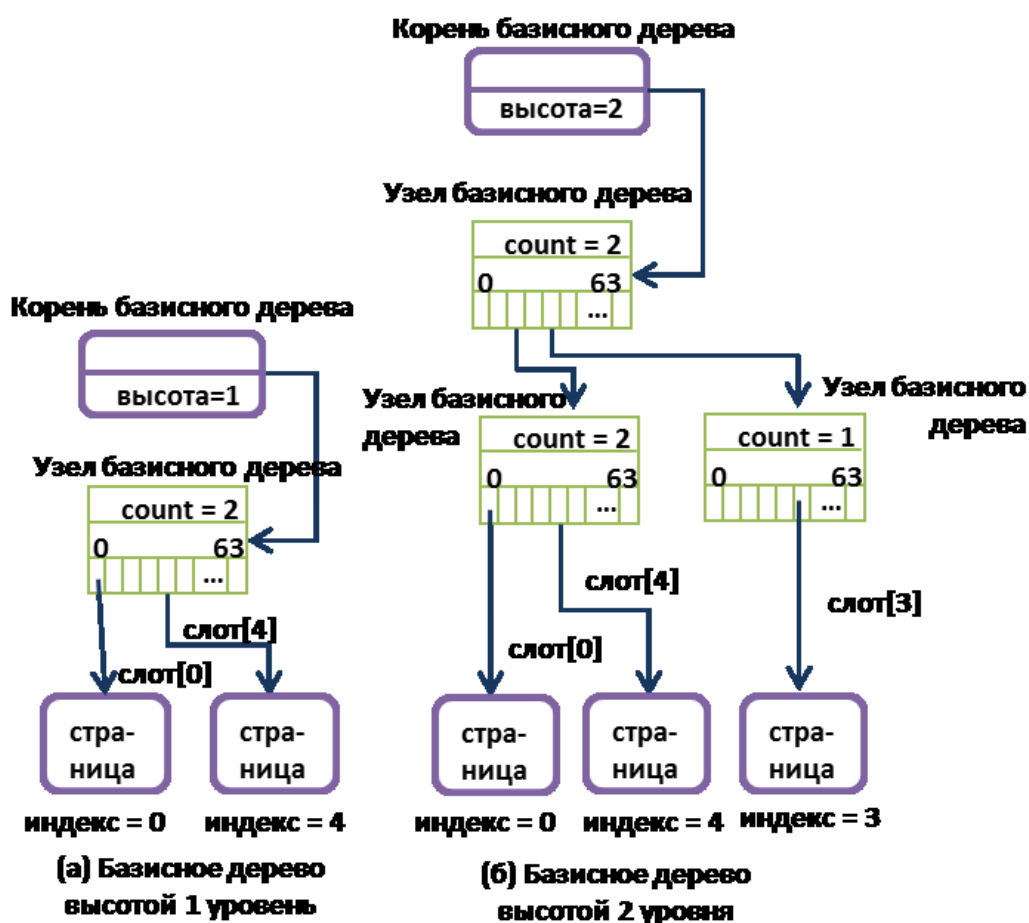 Корень базисного дерева
высота=2
Узел базисного дерева
count = 2
0 63
...
Корень базисного дерева
высота=1
Узел базисного дерева
count = 2
0 63
...
Узел базисного
дерева
count = 2
0 63
...
Узел базисного
дерева
count = 1
0 63
...
слот[4]
слот[0]
слот[4]
слот[0]
слот[3]
стра-
ница
стра-
ница
стра-
ница
стра-
ница
стра-
ница
индекс = 0
индекс = 4
индекс = 0
индекс = 4
индекс = 3
(а) Базисное дерево
высотой 1 уровень
(б) Базисное дерево
высотой 2 уровня